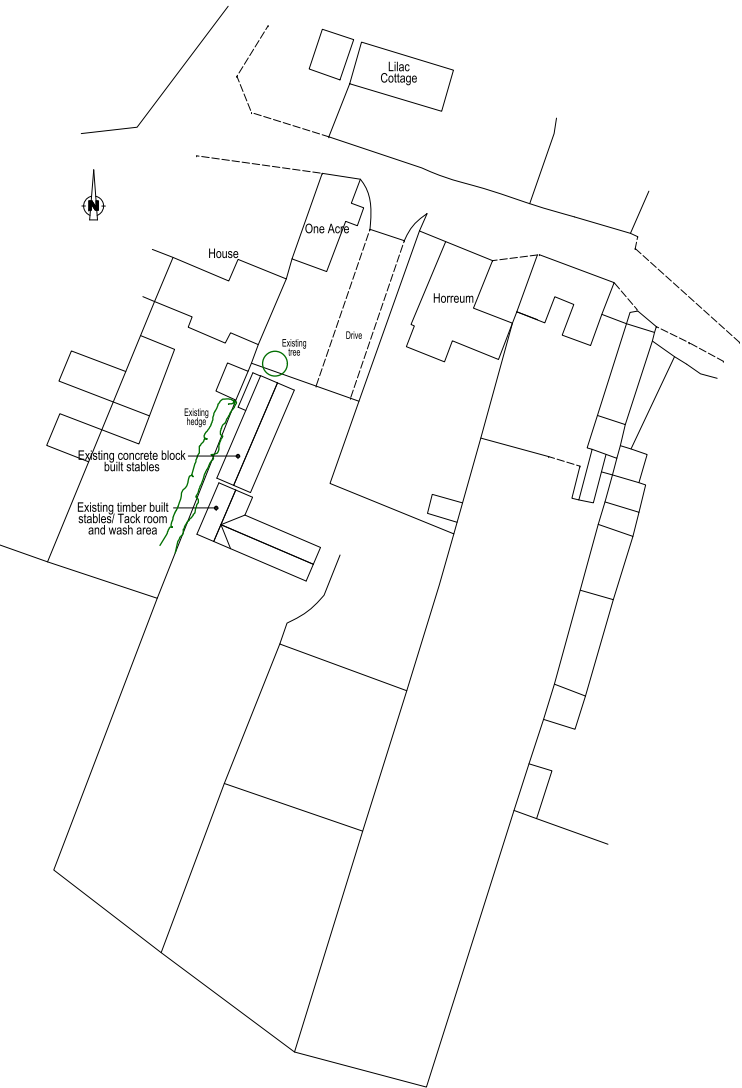 Lilac
Cottage
N
One Acre
House
Horreum
Drive
Existing
tree
Existing
hedge
Existing concrete block
built stables
Existing timber built
stables/ Tack room
and wash area